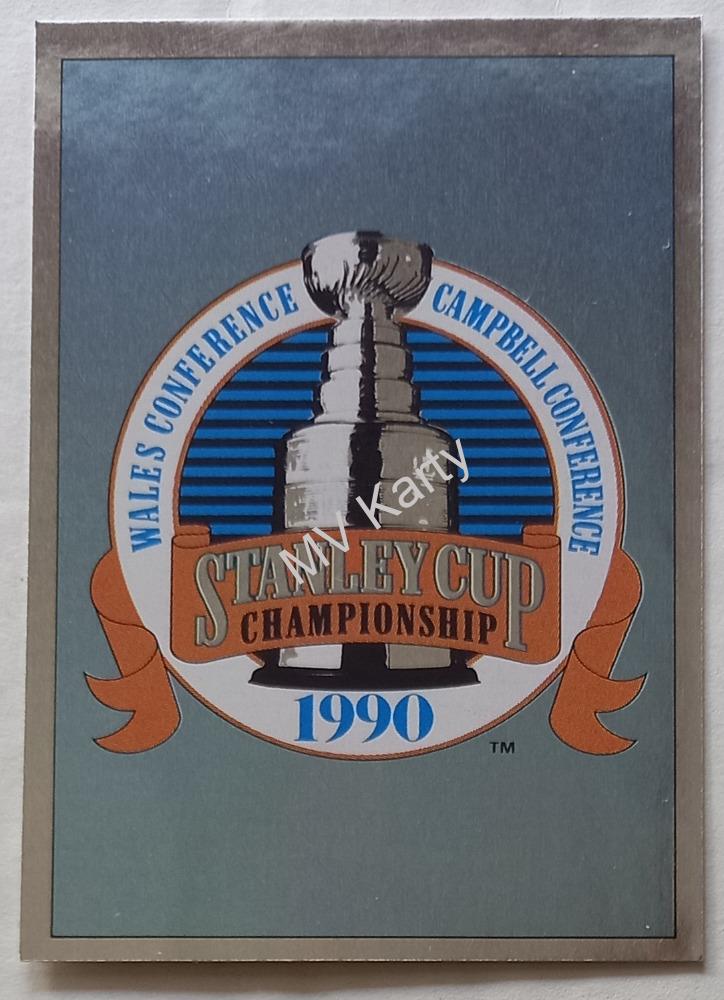 WALES CONFERENCE
CAMPBELL CONFERENCE
STANLEY CUP
CHAMPIONSHIP
1990
TM
MV Karty